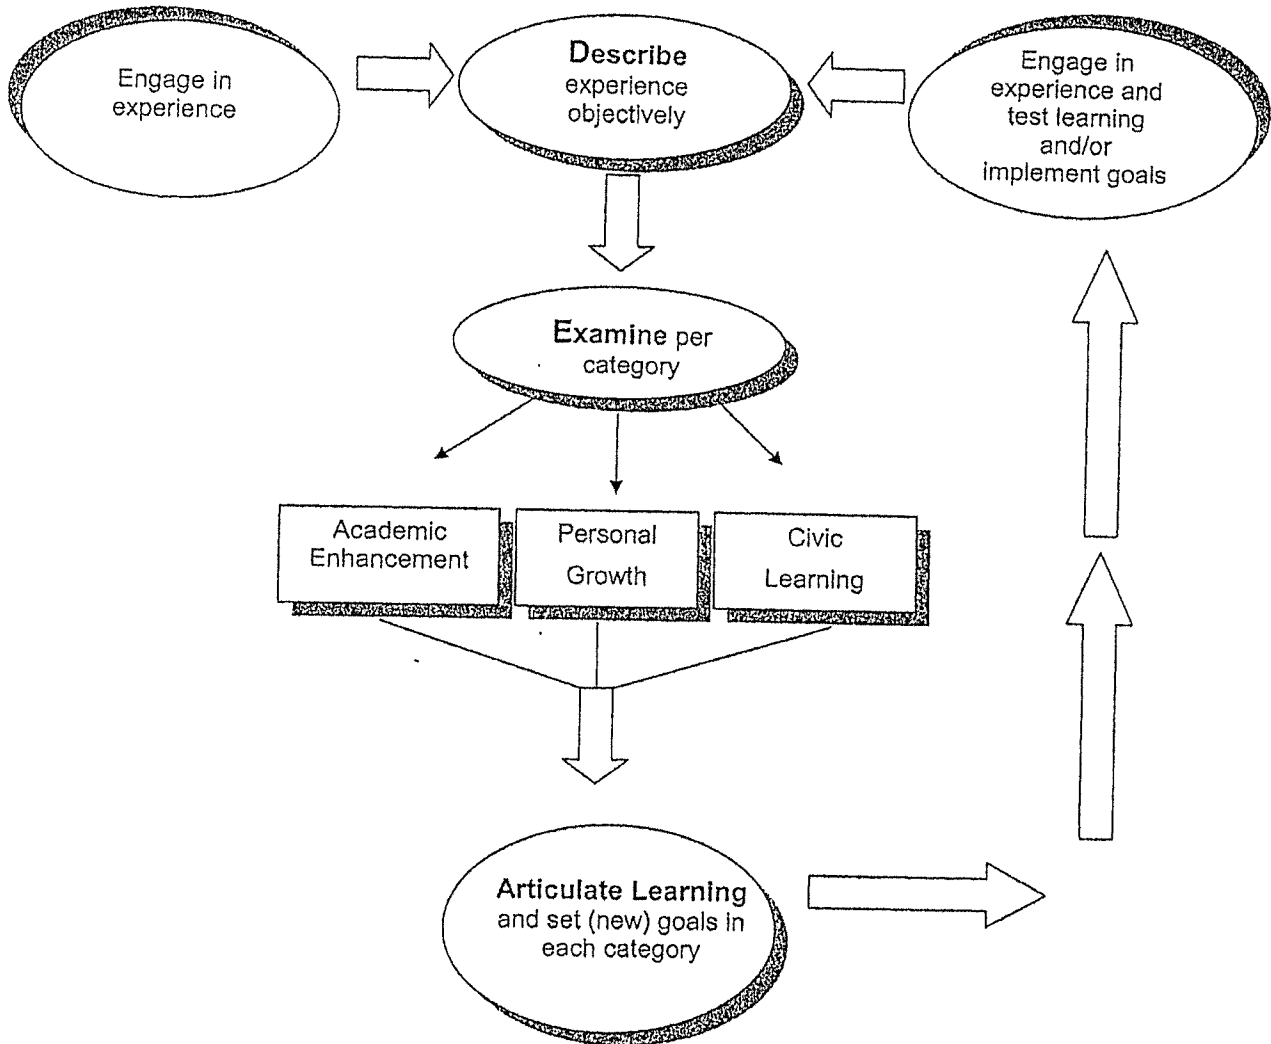 Engage in
experience
Describe
experience
objectively
Engage in
experience and
test learning
and/or
implement goals
Examine per
category
Academic
Enhancement
Personal
Growth
Civic
Learning
Articulate Learning
and set (new) goals in
each category